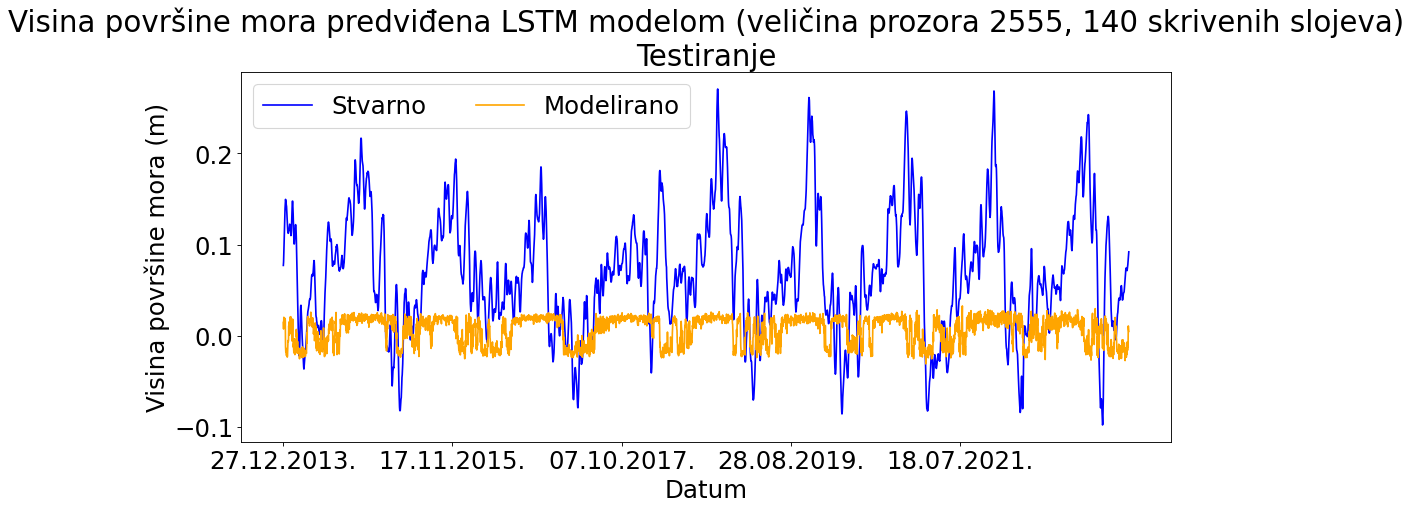 Visina površine mora predviđena LSTM modelom (veličina prozora 2555, 140 skrivenih slojeva)
Testiranje
Stvarno
Modelirano
Visina površine mora (m)
0.2
0.1
0.0
−0.1
27.12.2013.
17.11.2015.
07.10.2017.
28.08.2019.
18.07.2021.
Datum